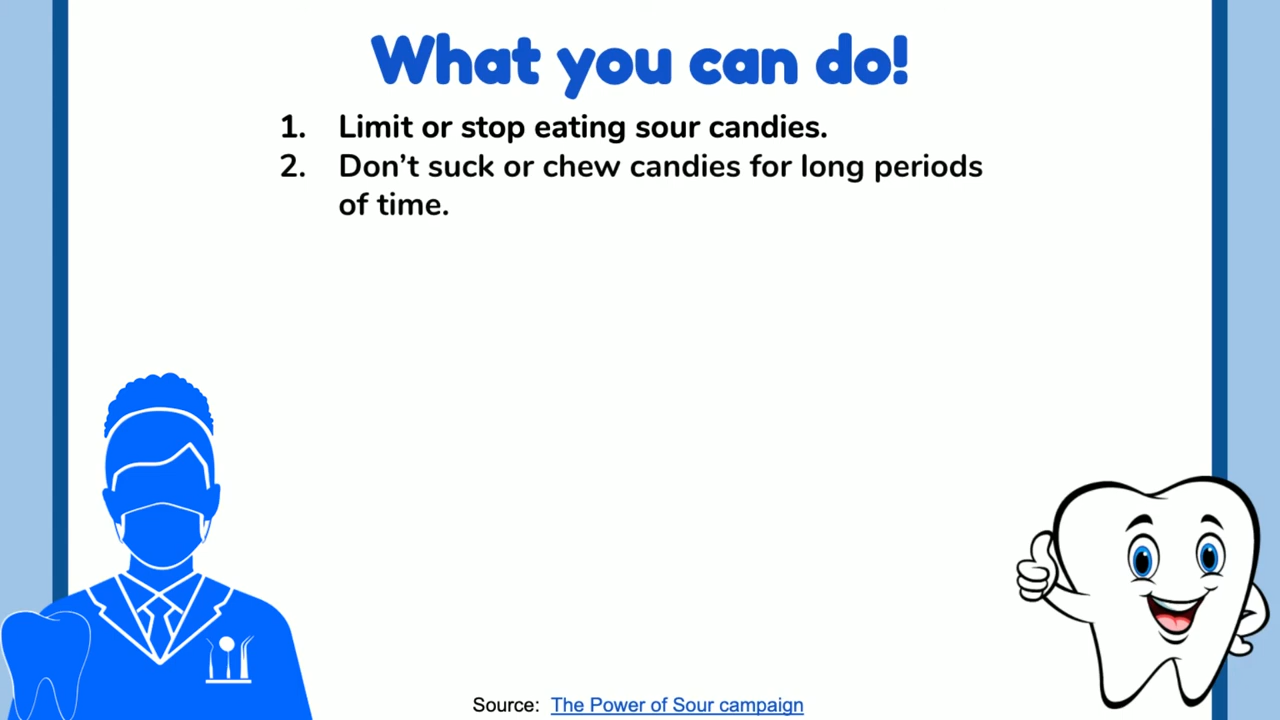 What you can do!
1. Limit or stop eating sour candies.
2. Don’t suck or chew candies for long periods
of time.
Source: The Power of Sour campaign